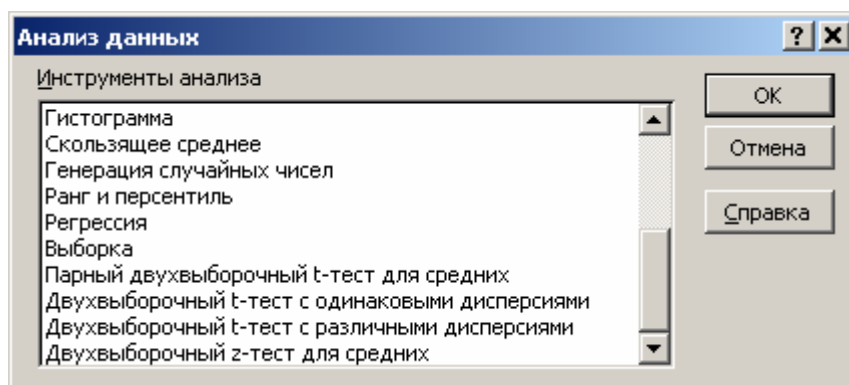 Анализ данных
Инструменты анализа
Гистограмма
Скользящее среднее
Генерация случайных чисел
Ранг и персентиль
Регрессия
Выборка
Парный двухвыборочный t-тест для средних
Двухвыборочный t-тест с одинаковыми дисперсиями
Двухвыборочный t-тест с различными дисперсиями
Двухвыборочный z-тест для средних
ОК
Отмена
Справка